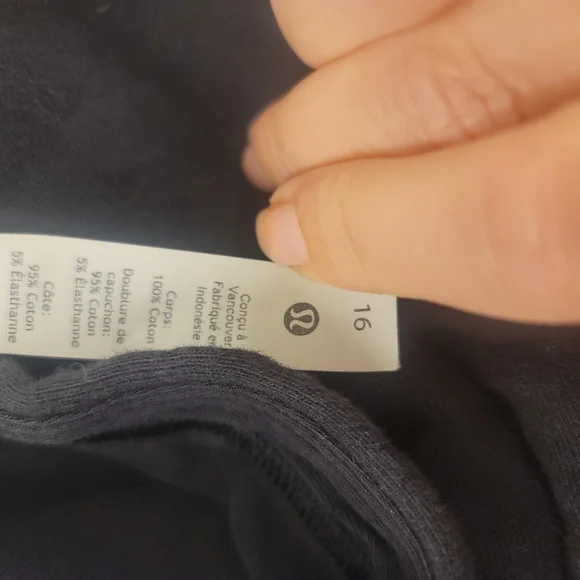 16
Conçu à
Vancouver
Fabriqué en
Indonésie
Corps:
100% Coton
Doublure de
capuchon:
95% Coton
5% Élasthanne
Côte:
95% Coton
5% Élasthanne